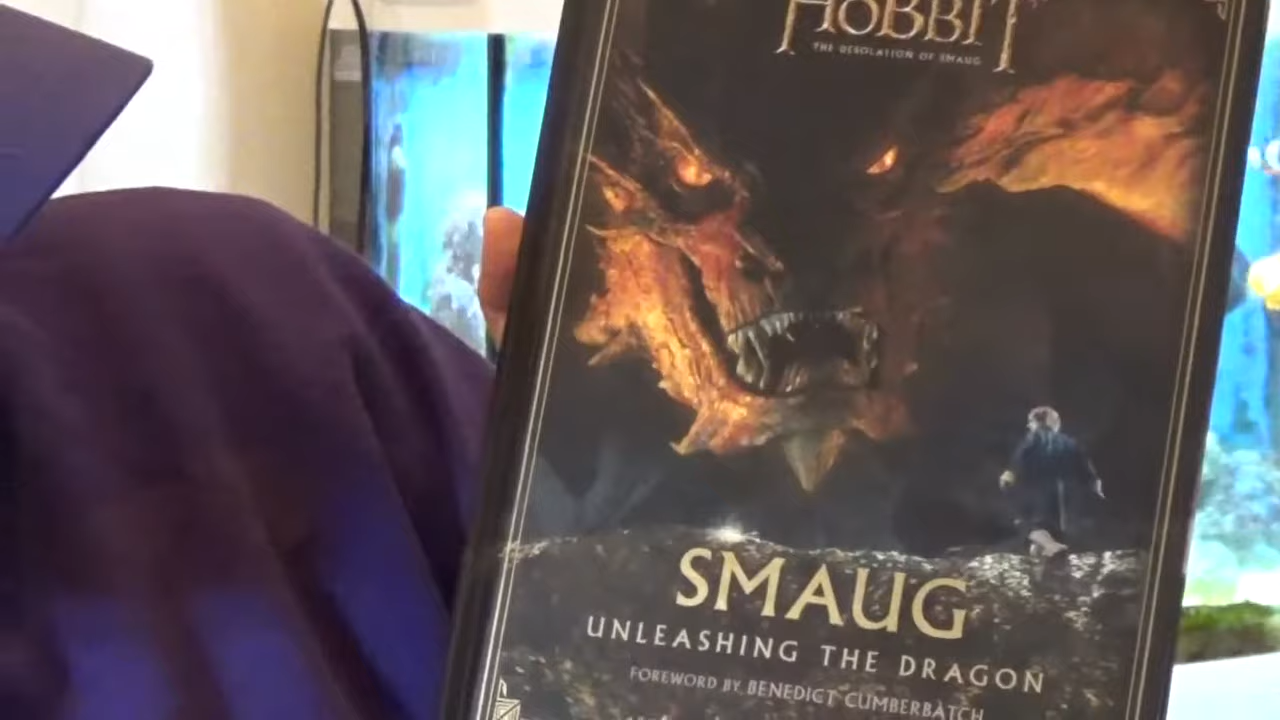 HOBBIT
THE DESOLATION OF SMAUG
SMAUG
UNLEASHING THE DRAGON
FOREWORD BY BENEDICT CUMBERBATCH